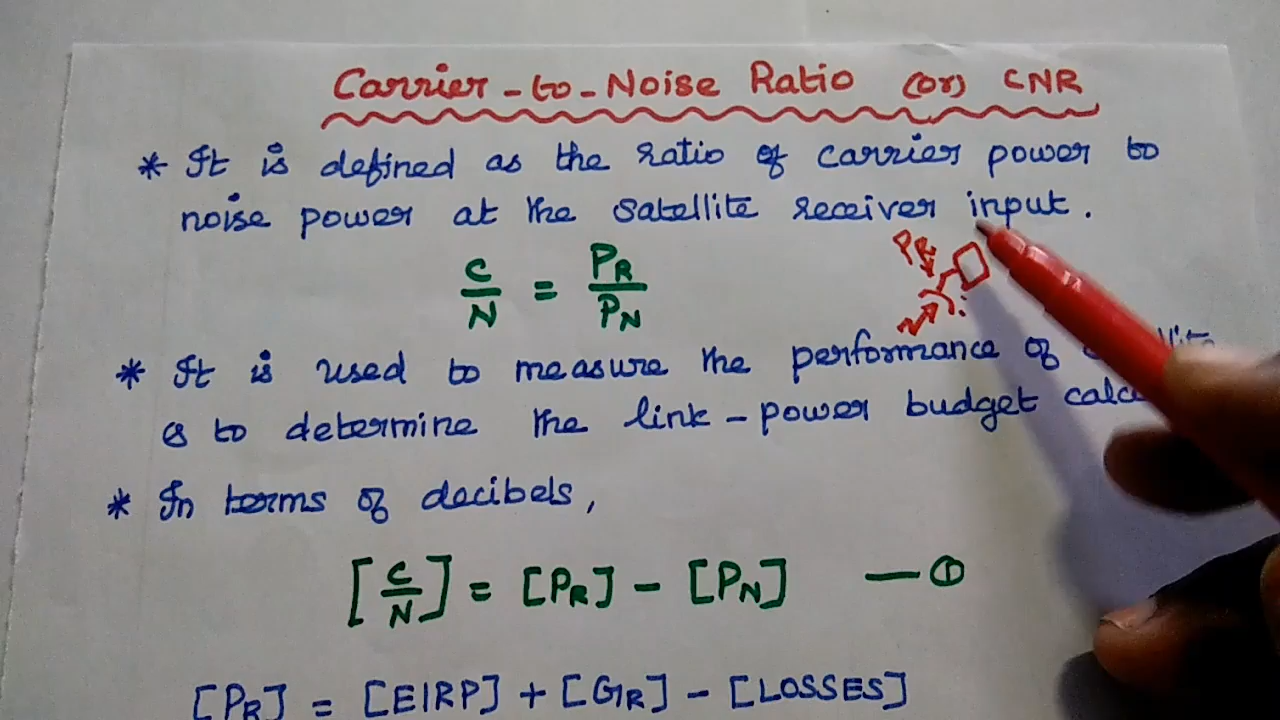 Carrier-to-Noise Ratio (or) CNR
* It is defined as the ratio of carrier power to
noise power at the satellite receiver input.
C/N = PR/PN
PR
* It is used to measure the performance of
& to determine the link-power budget
* In terms of decibels,
[C/N] = [PR] - [PN] — ①
[PR] = [EIRP] + [GR] - [LOSSES]